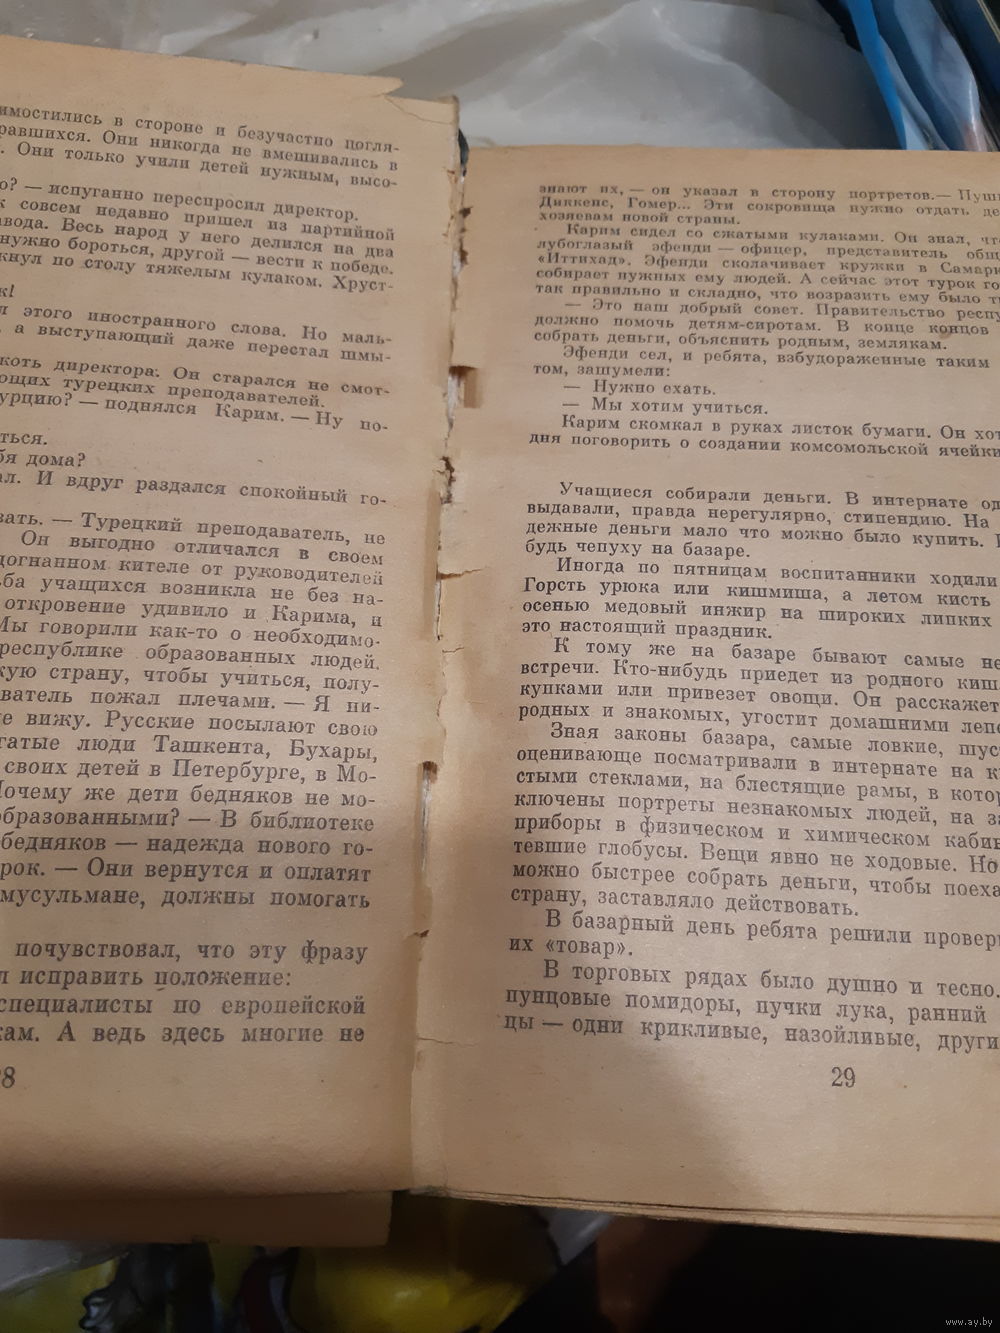 имостились в стороне и безучастно погля-
равшихся. Они никогда не вмешивались в
. Они только учили детей нужным, высо-
о? — испуганно переспросил директор.
к совсем недавно пришел из партийной
авода. Весь народ у него делился на два
нужно бороться, другой — вести к победе.
кнул по столу тяжелым кулаком. Хруст-
к!
л этого иностранного слова. Но маль-
, а выступающий даже перестал шмы-
коть директора. Он старался не смот-
ющих турецких преподавателей.
урцию? — поднялся Карим. — Ну по-
ться.
бя дома?
ал. И вдруг раздался спокойный го-
вать. — Турецкий преподаватель, не
Он выгодно отличался в своем
догнанном кителе от руководителей
ьба учащихся возникла не без на-
откровение удивило и Карима, и
Мы говорили как-то о необходимо-
республике образованных людей.
кую страну, чтобы учиться, полу-
ватель пожал плечами. — Я ни-
е вижу. Русские посылают свою
гатые люди Ташкента, Бухары,
своих детей в Петербурге, в Мо-
Почему же дети бедняков не мо-
образованными? — В библиотеке
бедняков — надежда нового го-
рок. — Они вернутся и оплатят
мусульмане, должны помогать
почувствовал, что эту фразу
л исправить положение:
специалисты по европейской
кам. А ведь здесь многие не
28
знают их, — он указал в сторону портретов.— Пушк
Диккенс, Гомер... Эти сокровища нужно отдать де
хозяевам новой страны.
Карим сидел со сжатыми кулаками. Он знал, что
лубоглазый эфенди — офицер, представитель общ
«Иттихад». Эфенди сколачивает кружки в Самарк
собирает нужных ему людей. А сейчас этот турок го
так правильно и складно, что возразить ему было т
— Это наш добрый совет. Правительство респу
должно помочь детям-сиротам. В конце концов
собрать деньги, объяснить родным, землякам.
Эфенди сел, и ребята, взбудораженные таким
том, зашумели:
— Нужно ехать.
— Мы хотим учиться.
Карим скомкал в руках листок бумаги. Он хот
дня поговорить о создании комсомольской ячейки
Учащиеся собирали деньги. В интернате од
выдавали, правда нерегулярно, стипендию. На
дежные деньги мало что можно было купить.
будь чепуху на базаре.
Иногда по пятницам воспитанники ходили
Горсть урюка или кишмиша, а летом кисть
осенью медовый инжир на широких липких
это настоящий праздник.
К тому же на базаре бывают самые не
встречи. Кто-нибудь приедет из родного киш
купками или привезет овощи. Он расскажет
родных и знакомых, угостит домашними лепе
Зная законы базара, самые ловкие, шус
оценивающе посматривали в интернате на к
стыми стеклами, на блестящие рамы, в котор
ключены портреты незнакомых людей, на за
приборы в физическом и химическом кабин
тевшие глобусы. Вещи явно не ходовые. Но
можно быстрее собрать деньги, чтобы поеха
страну, заставляло действовать.
В базарный день ребята решили провер
их «товар».
В торговых рядах было душно и тесно.
пунцовые помидоры, пучки лука, ранний
цы — одни крикливые, назойливые, други
29
www.ay.by